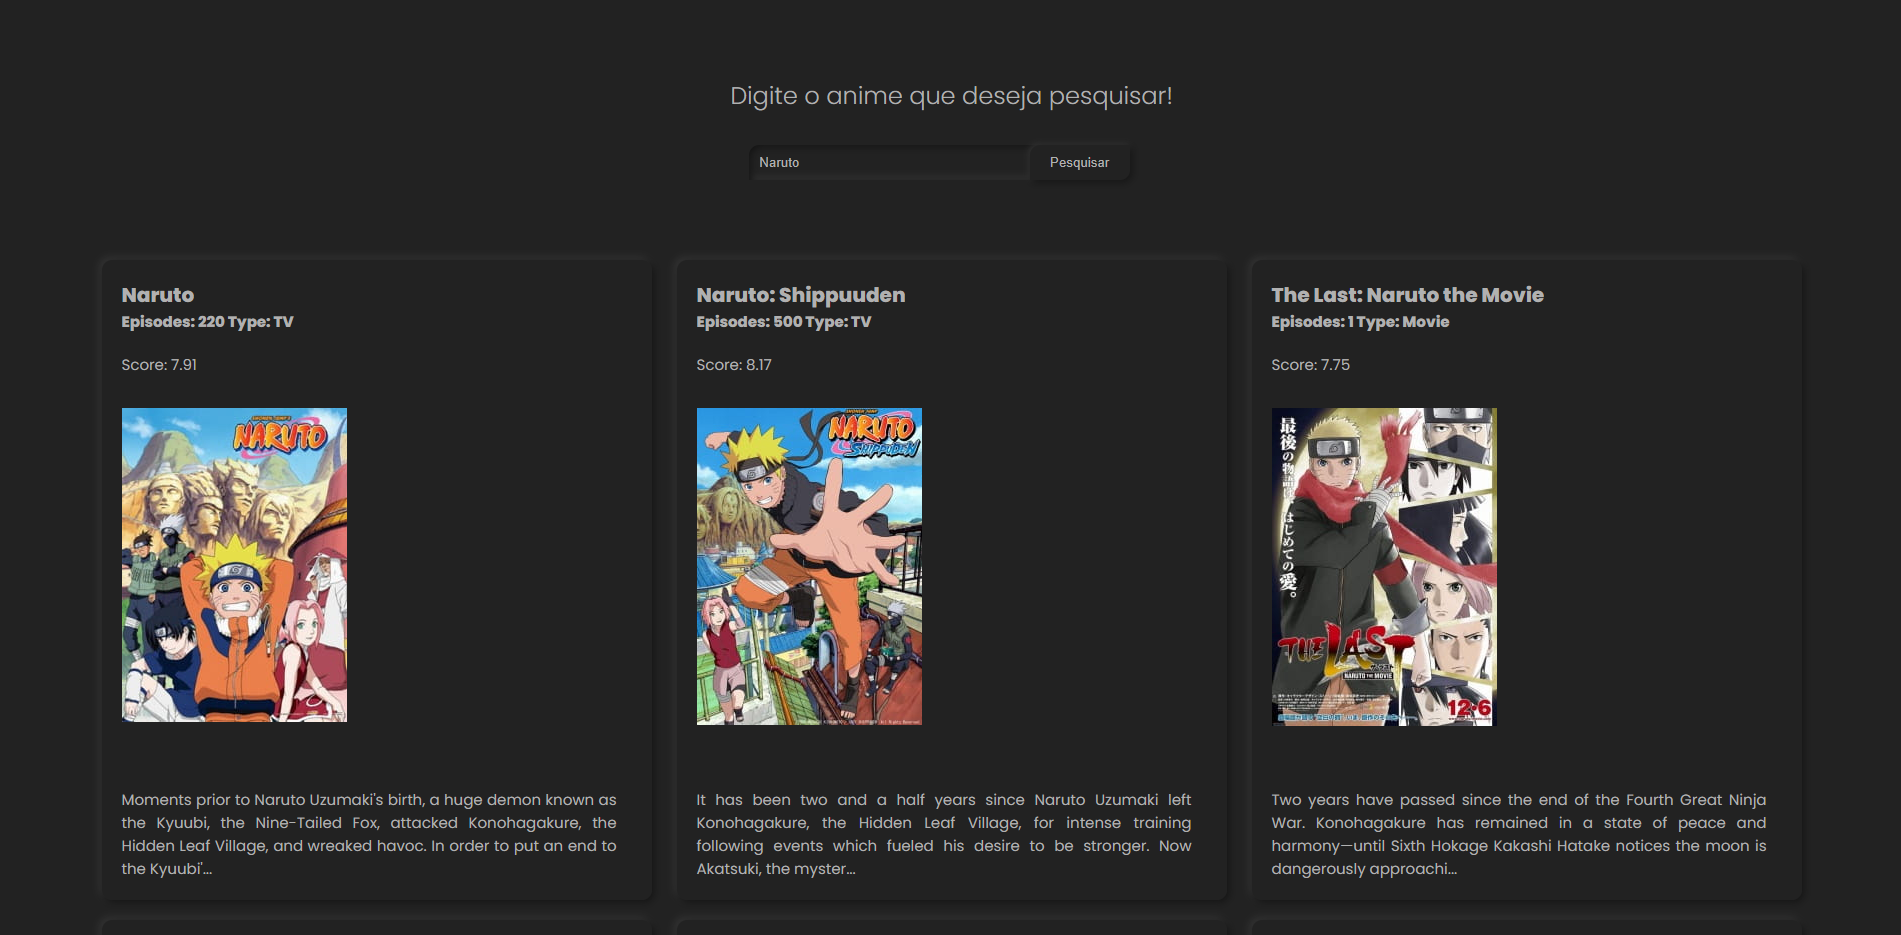 Digite o anime que deseja pesquisar!
Naruto
Pesquisar
Naruto
Episodes: 220 Type: TV
Score: 7.91
NARUTO
Moments prior to Naruto Uzumaki's birth, a huge demon known as
the Kyuubi, the Nine-Tailed Fox, attacked Konohagakure, the
Hidden Leaf Village, and wreaked havoc. In order to put an end to
the Kyuubi'...
Naruto: Shippuuden
Episodes: 500 Type: TV
Score: 8.17
NARUTO
SHIPPUDEN
It has been two and a half years since Naruto Uzumaki left
Konohagakure, the Hidden Leaf Village, for intense training
following events which fueled his desire to be stronger. Now
Akatsuki, the myster...
The Last: Naruto the Movie
Episodes: 1 Type: Movie
Score: 7.75
最後の物語は、はじめての愛。
THE LAST
NARUTO THE MOVIE
12·6
Two years have passed since the end of the Fourth Great Ninja
War. Konohagakure has remained in a state of peace and
harmony—until Sixth Hokage Kakashi Hatake notices the moon is
dangerously approachi...